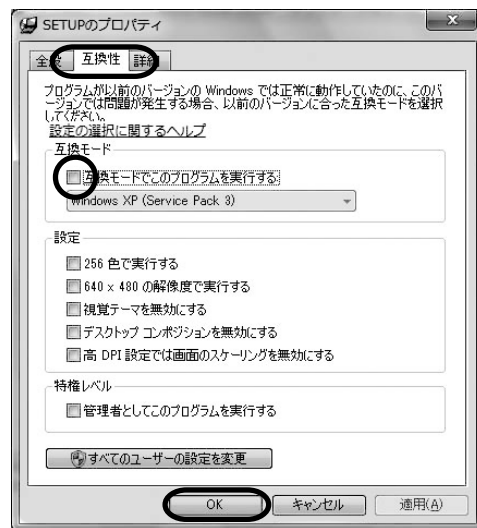 SETUPのプロパティ
全般 互換性 詳細
プログラムが以前のバージョンの Windows では正常に動作していたのに、このバ
ージョンでは問題が発生する場合、以前のバージョンに合った互換モードを選択
してください。
設定の選択に関するヘルプ
互換モード
互換モードでこのプログラムを実行する:
Windows XP (Service Pack 3)
設定
256 色で実行する
640 x 480 の解像度で実行する
視覚テーマを無効にする
デスクトップ コンポジションを無効にする
高 DPI 設定では画面のスケーリングを無効にする
特権レベル
管理者としてこのプログラムを実行する
すべてのユーザーの設定を変更
OK キャンセル 適用(A)